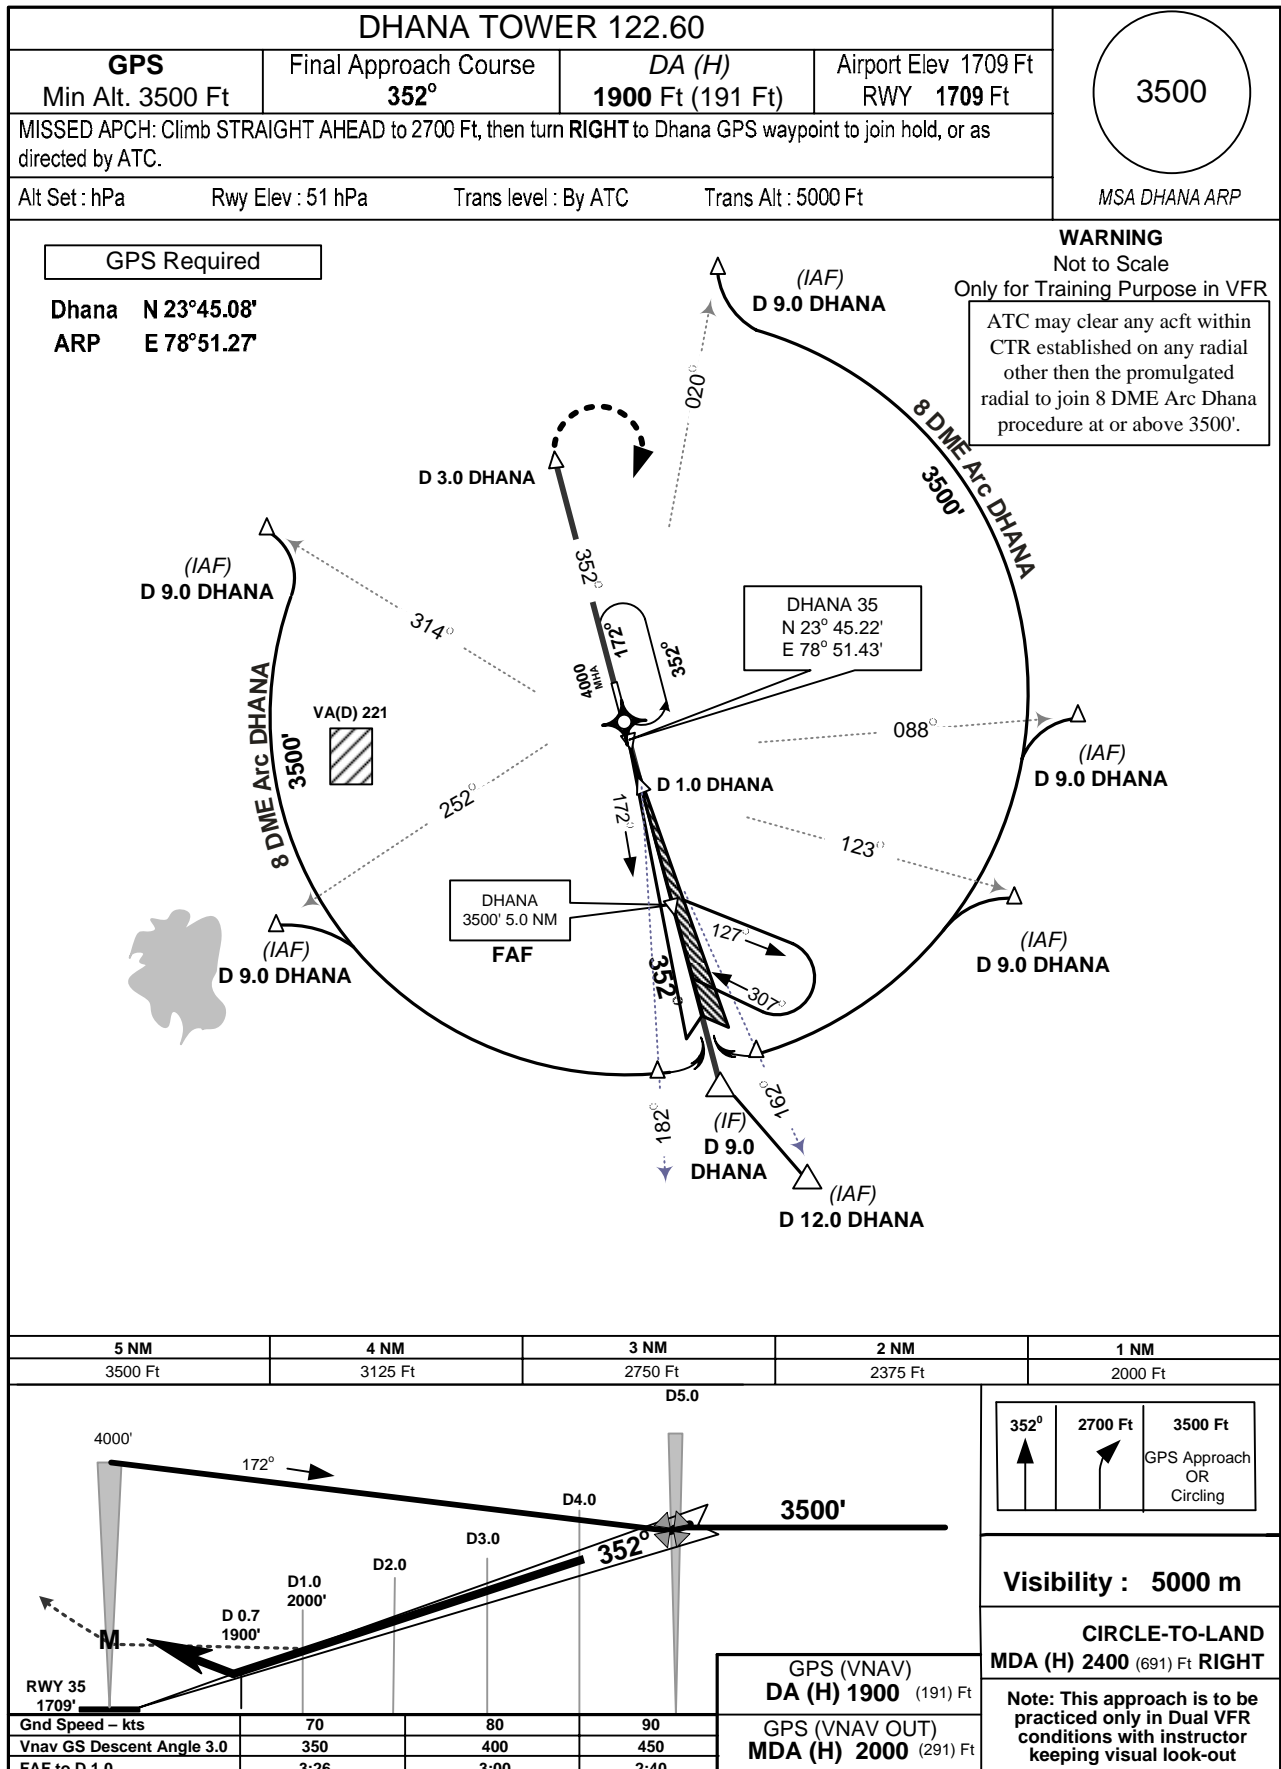 DHANA TOWER 122.60
GPS
Min Alt. 3500 Ft
Final Approach Course
352°
DA (H)
1900 Ft (191 Ft)
Airport Elev 1709 Ft
RWY 1709 Ft
3500
MSA DHANA ARP
MISSED APCH: Climb STRAIGHT AHEAD to 2700 Ft, then turn RIGHT to Dhana GPS waypoint to join hold, or as
directed by ATC.
Alt Set : hPa Rwy Elev : 51 hPa Trans level : By ATC Trans Alt : 5000 Ft
GPS Required
Dhana N 23°45.08'
ARP E 78°51.27'
WARNING
Not to Scale
Only for Training Purpose in VFR
ATC may clear any acft within
CTR established on any radial
other then the promulgated
radial to join 8 DME Arc Dhana
procedure at or above 3500'.
(IAF)
D 9.0 DHANA
020°
8 DME Arc DHANA
3500'
D 3.0 DHANA
352°
(IAF)
D 9.0 DHANA
314°
DHANA 35
N 23° 45.22'
E 78° 51.43'
172°
352°
4000
MHA
8 DME Arc DHANA
3500'
VA(D) 221
088°
(IAF)
D 9.0 DHANA
252°
D 1.0 DHANA
172°
123°
DHANA
3500' 5.0 NM
FAF
127°
307°
352°
(IAF)
D 9.0 DHANA
(IAF)
D 9.0 DHANA
182°
162°
(IF)
D 9.0
DHANA
(IAF)
D 12.0 DHANA
5 NM 4 NM 3 NM 2 NM 1 NM
3500 Ft 3125 Ft 2750 Ft 2375 Ft 2000 Ft
D5.0
4000'
172°
D4.0
3500'
D3.0
352°
D2.0
D1.0
2000'
D 0.7
1900'
M
RWY 35
1709'
352⁰ 2700 Ft 3500 Ft
GPS Approach
OR
Circling
Visibility : 5000 m
CIRCLE-TO-LAND
MDA (H) 2400 (691) Ft RIGHT
GPS (VNAV)
DA (H) 1900 (191) Ft
GPS (VNAV OUT)
MDA (H) 2000 (291) Ft
Note: This approach is to be
practiced only in Dual VFR
conditions with instructor
keeping visual look-out
Gnd Speed – kts 70 80 90
Vnav GS Descent Angle 3.0 350 400 450
FAF to D 1.0 3:26 3:00 2:40